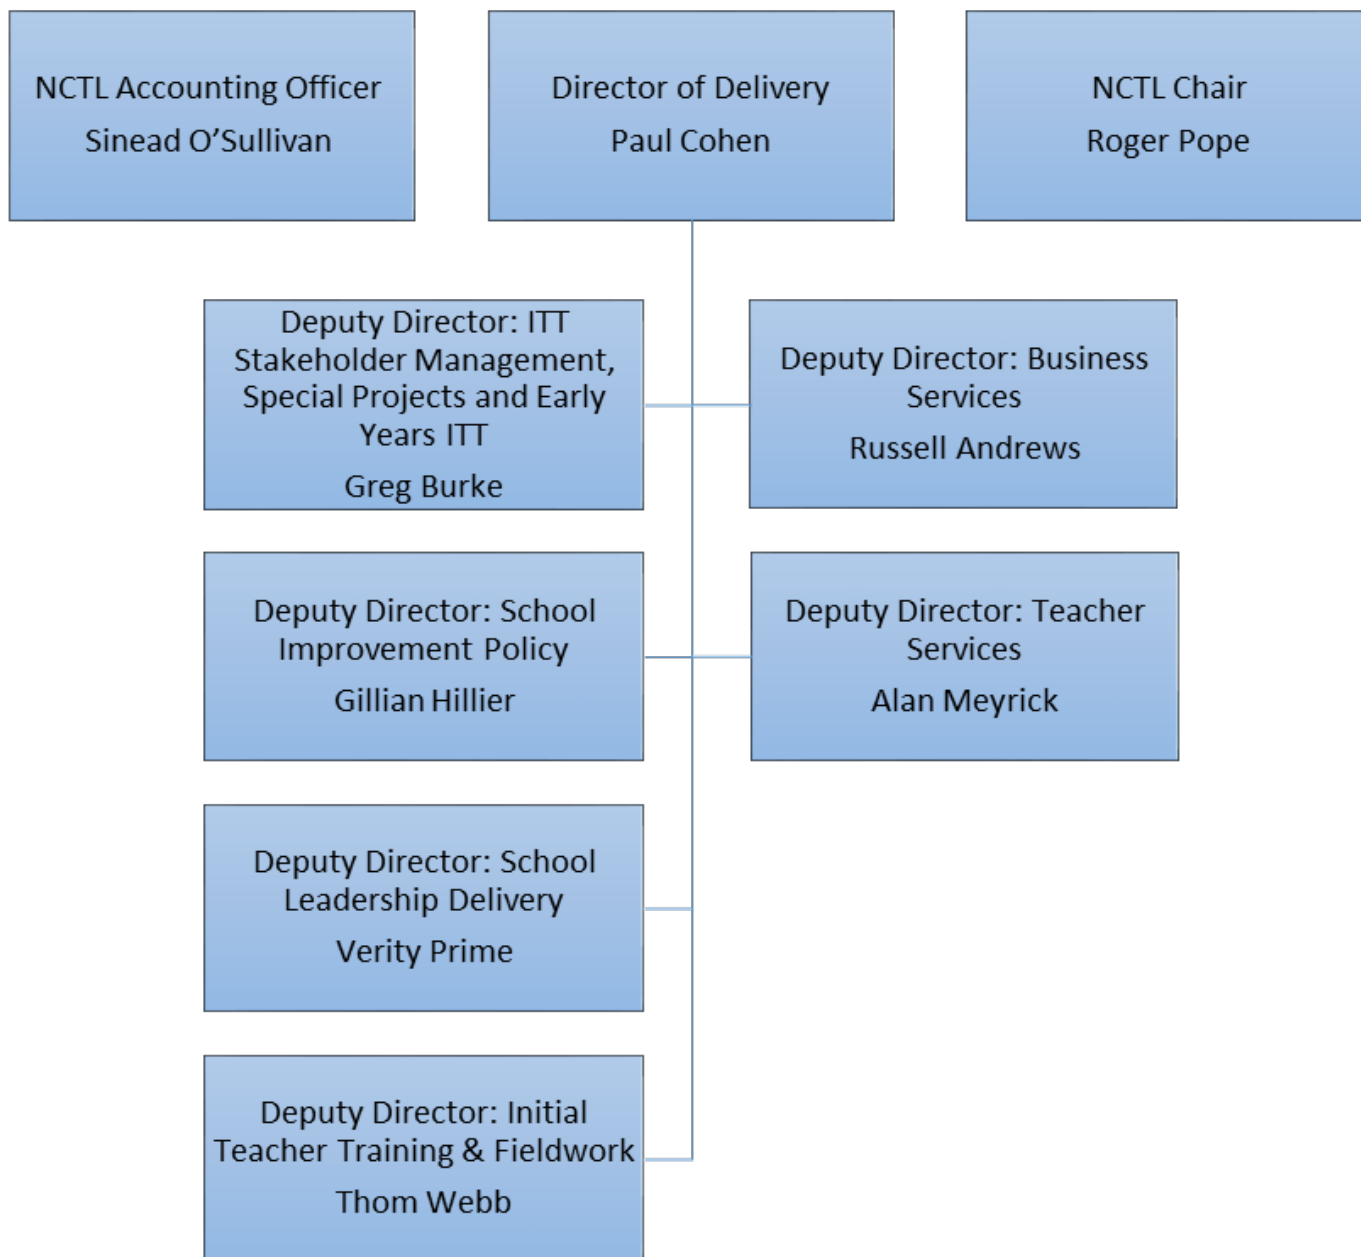 NCTL Accounting Officer
Sinead O’Sullivan
Director of Delivery
Paul Cohen
NCTL Chair
Roger Pope
Deputy Director: ITT
Stakeholder Management,
Special Projects and Early
Years ITT
Greg Burke
Deputy Director: Business
Services
Russell Andrews
Deputy Director: School
Improvement Policy
Gillian Hillier
Deputy Director: Teacher
Services
Alan Meyrick
Deputy Director: School
Leadership Delivery
Verity Prime
Deputy Director: Initial
Teacher Training & Fieldwork
Thom Webb